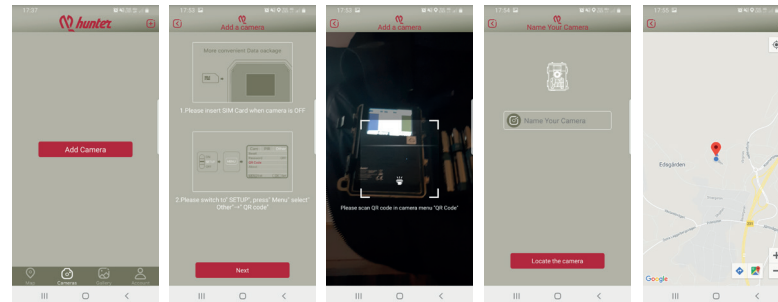 17:37
hunter
Add Camera
Map
Cameras
Gallery
Account
17:53
Add a camera
More convenient Data package
1.Please insert SIM Card when camera is OFF
2.Please switch to" SETUP", press" Menu" select"
Other"→" QR code"
Next
17:53
Add a camera
Please scan QR code in camera menu "QR Code"
17:54
Name Your Camera
Name Your Camera
Locate the camera
17:55
Edsgärden
Google